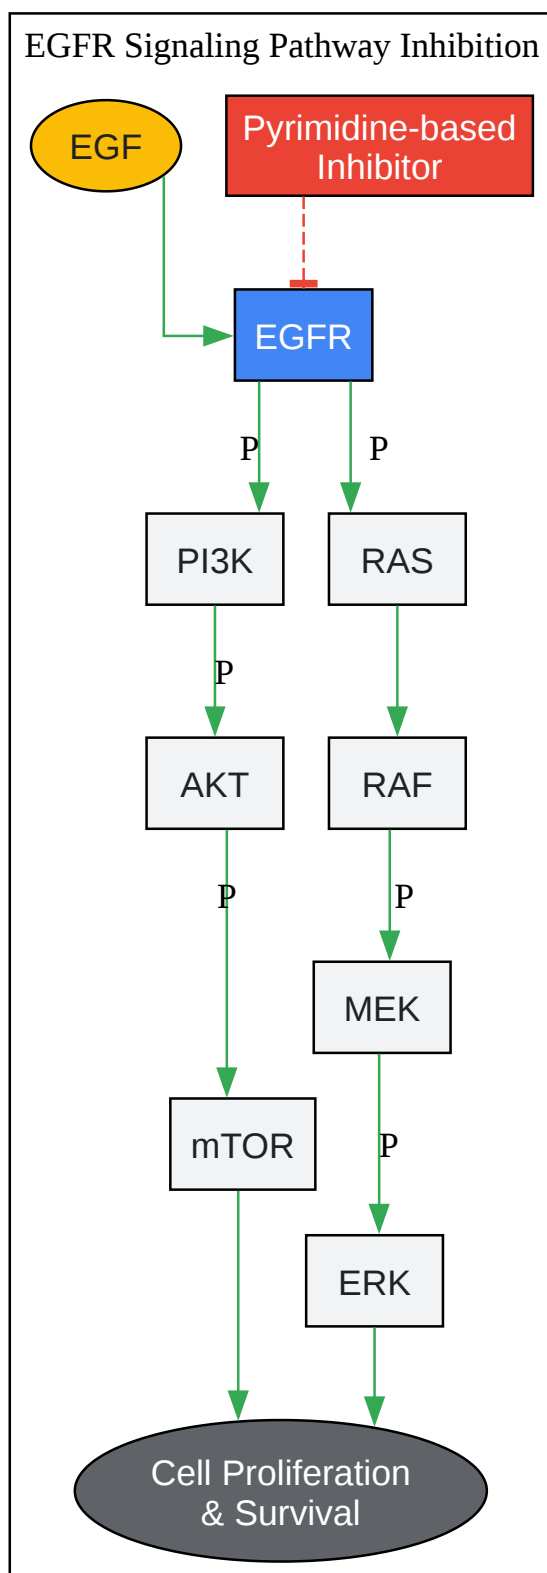 EGFR Signaling Pathway Inhibition
EGF
Pyrimidine-based
Inhibitor
EGFR
P
P
PI3K
RAS
P
AKT
RAF
P
P
MEK
mTOR
P
ERK
Cell Proliferation
& Survival